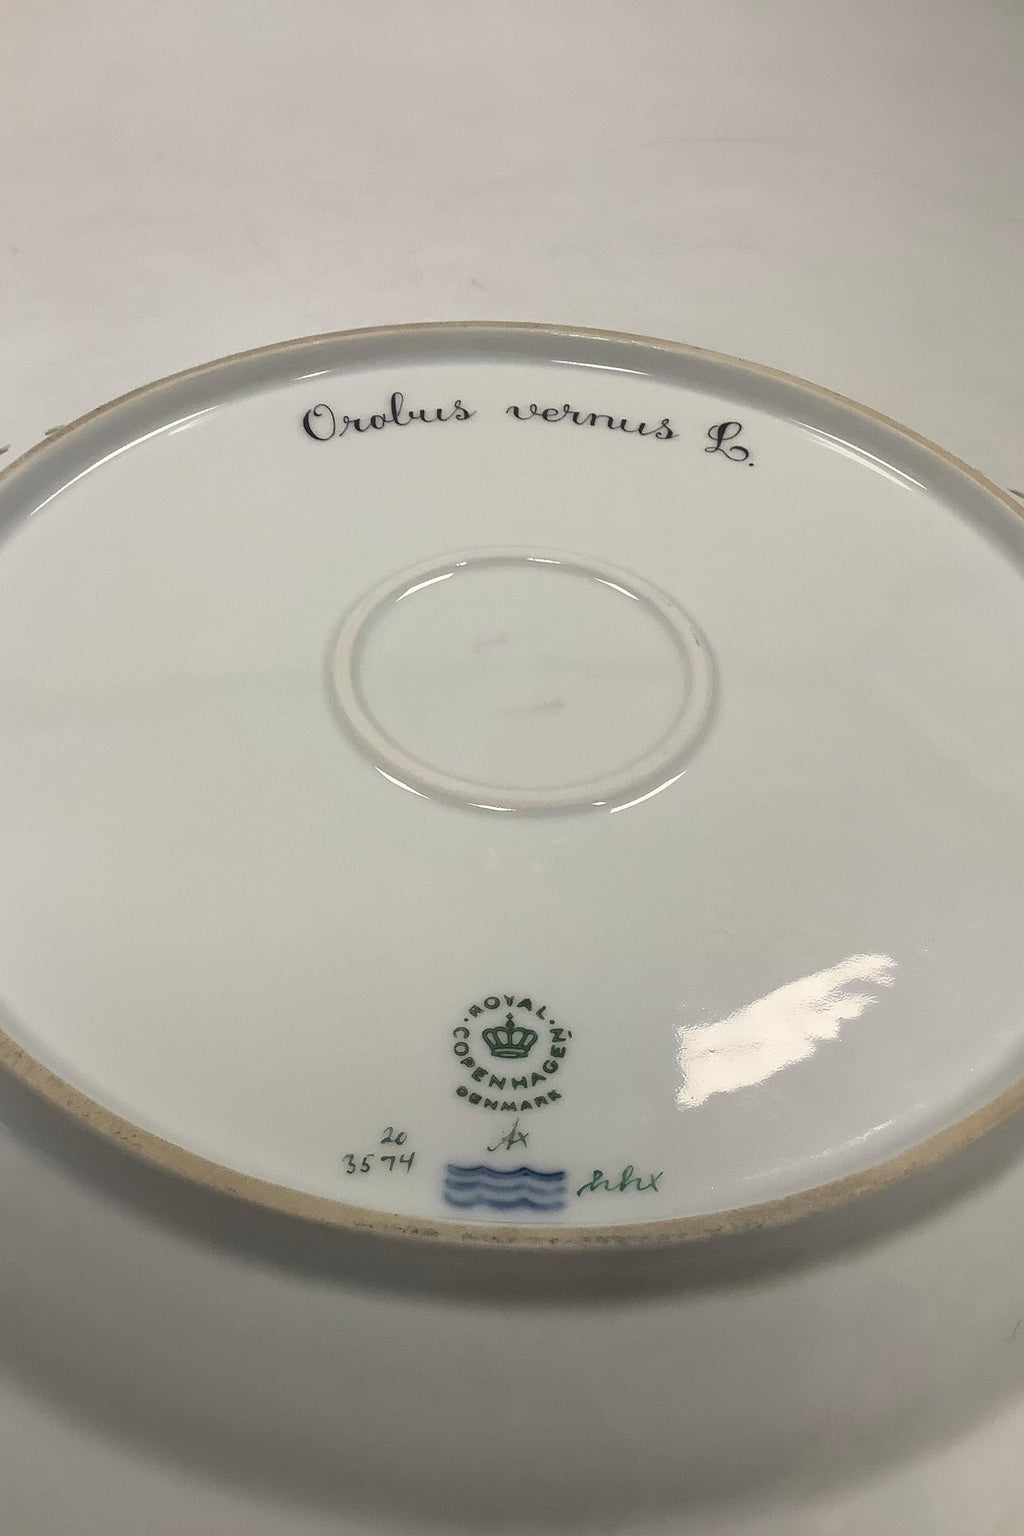 Orobus vernus L.
ROYAL
COPENHAGEN
DENMARK
20
3574